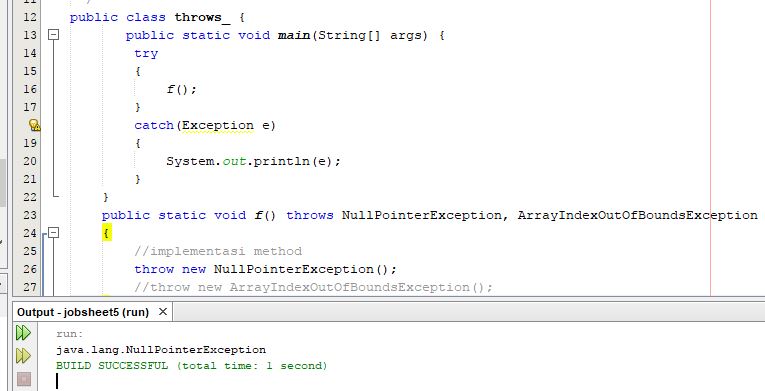 11
12 public class throws_ {
13 public static void main(String[] args) {
14 try
15 {
16 f();
17 }
catch(Exception e)
19 {
20 System.out.println(e);
21 }
22 }
23 public static void f() throws NullPointerException, ArrayIndexOutOfBoundsException
24 {
25 //implementasi method
26 throw new NullPointerException();
27 //throw new ArrayIndexOutOfBoundsException();
Output - jobsheet5 (run)
run:
java.lang.NullPointerException
BUILD SUCCESSFUL (total time: 1 second)